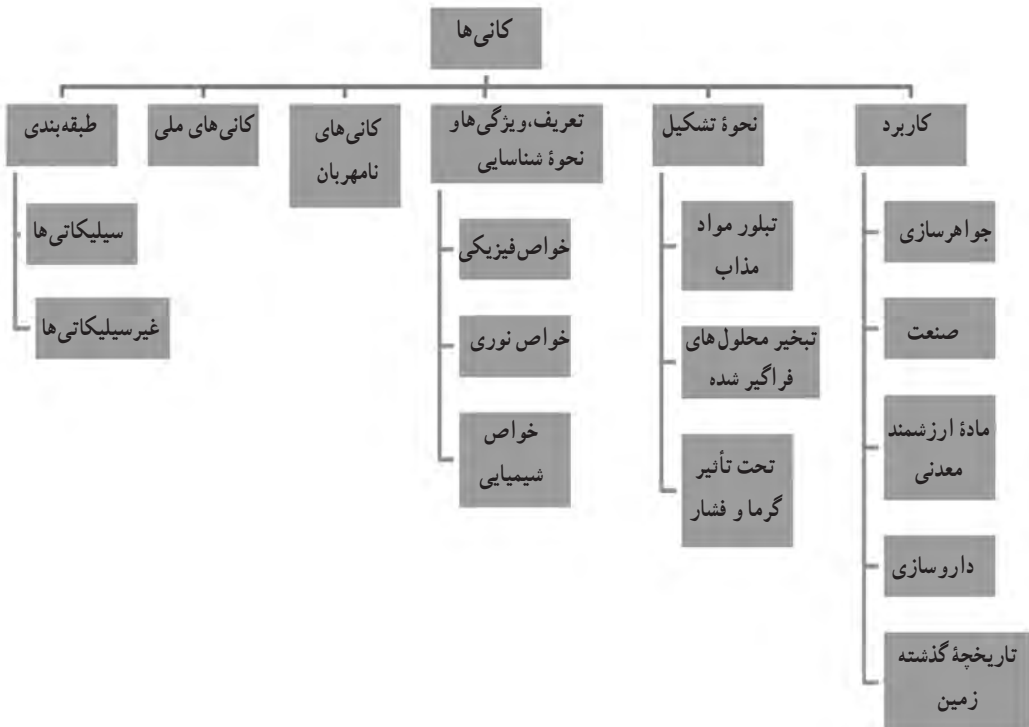 کانی‌ها
کاربرد
جواهرسازی
صنعت
مادهٔ ارزشمند
معدنی
داروسازی
تاریخچهٔ گذشته
زمین
نحوهٔ تشکیل
تبلور مواد
مذاب
تبخیر محلول‌های
فراگیر شده
تحت تأثیر
گرما و فشار
تعریف،ویژگی‌هاو
نحوهٔ شناسایی
خواص فیزیکی
خواص نوری
خواص
شیمیایی
کانی‌های
نامهربان
کانی‌های ملی
طبقه‌بندی
سیلیکاتی‌ها
غیرسیلیکاتی‌ها